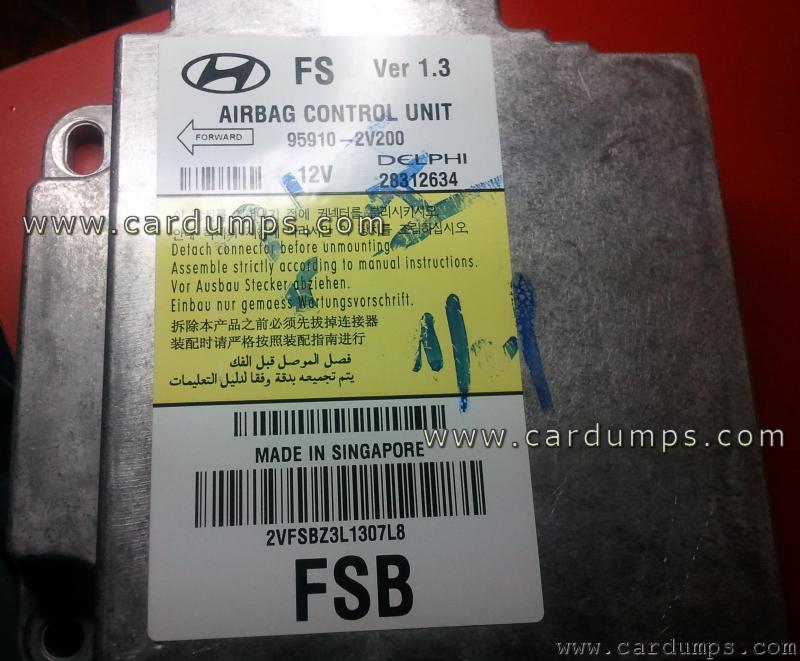 FS Ver 1.3
AIRBAG CONTROL UNIT
FORWARD
95910-2V200
DELPHI
12V 28312634
www.cardumps.com
Detach connector before unmounting
Assemble strictly according to manual instructions.
Vor Ausbau Stecker abziehen.
Einbau nur gemaess Wartungsvorschrift.
拆除本产品之前必须先拔掉连接器
装配时请严格按照装配指南进行
فصل الموصل قبل الفك
يتم تجميعه بدقة وفقا لدليل التعليمات
www.cardumps.com
MADE IN SINGAPORE
2VFSBZ3L1307L8
FSB
www.cardumps.com